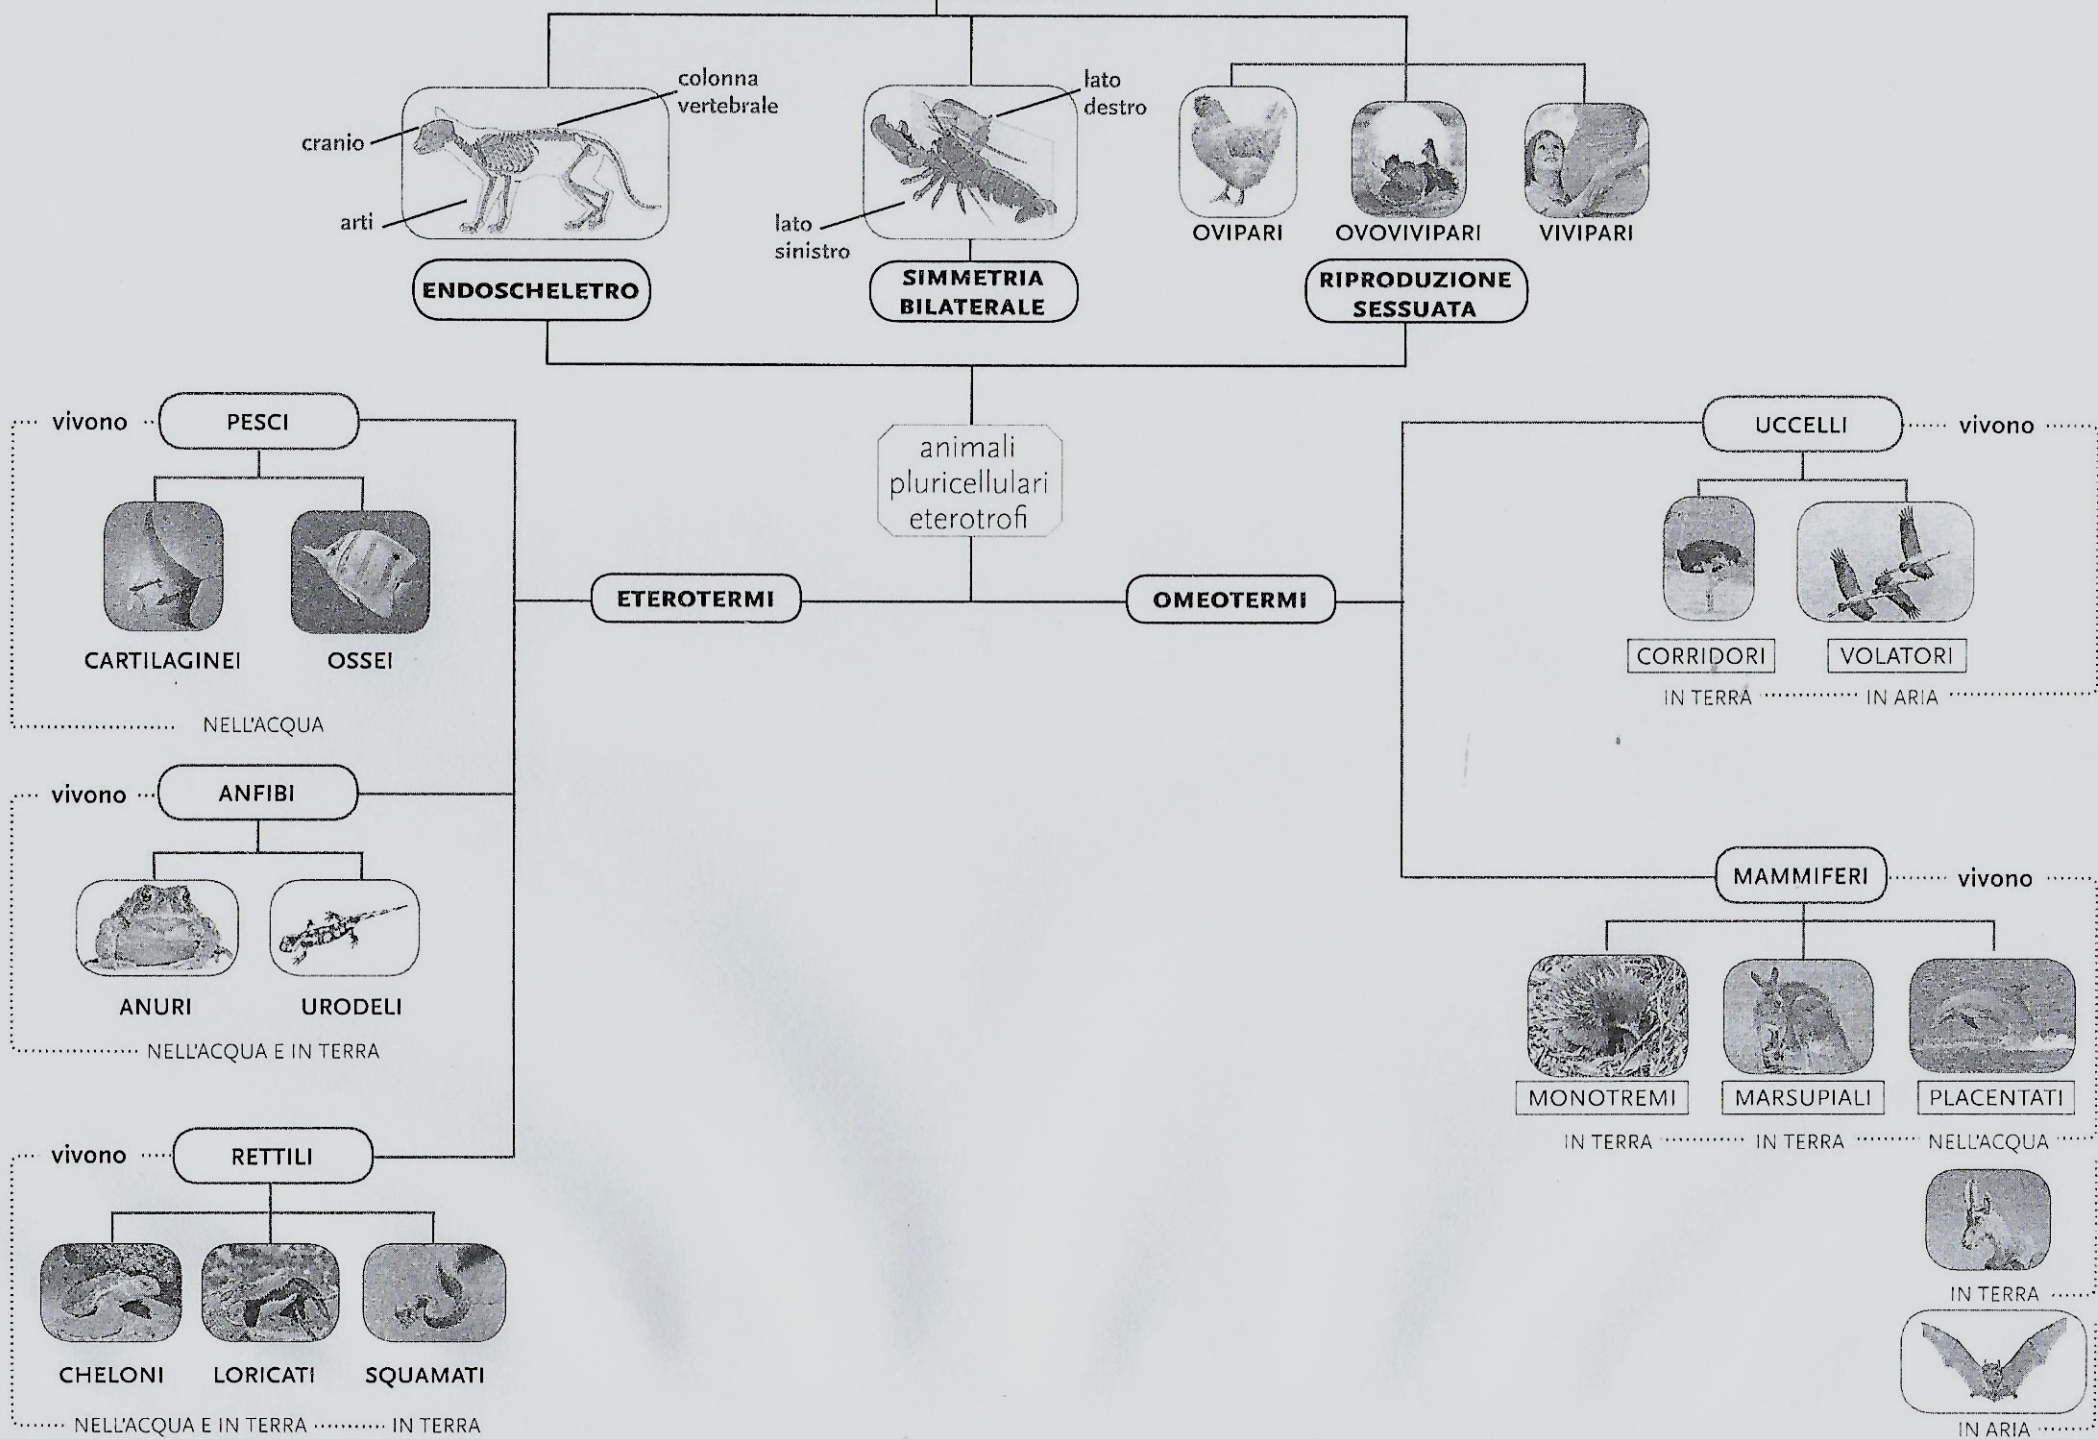 colonna
vertebrale
cranio
arti
lato
destro
lato
sinistro
OVIPARI
OVOVIVIPARI
VIVIPARI
ENDOSCHELETRO
SIMMETRIA
BILATERALE
RIPRODUZIONE
SESSUATA
vivono
PESCI
animali
pluricellulari
eterotrofi
UCCELLI
vivono
ETEROTERMI
OMEOTERMI
CARTILAGINEI
OSSEI
NELL'ACQUA
CORRIDORI
VOLATORI
IN TERRA
IN ARIA
vivono
ANFIBI
ANURI
URODELI
NELL'ACQUA E IN TERRA
MAMMIFERI
vivono
MONOTREMI
MARSUPIALI
PLACENTATI
IN TERRA
IN TERRA
NELL'ACQUA
IN TERRA
IN ARIA
vivono
RETTILI
CHELONI
LORICATI
SQUAMATI
NELL'ACQUA E IN TERRA
IN TERRA